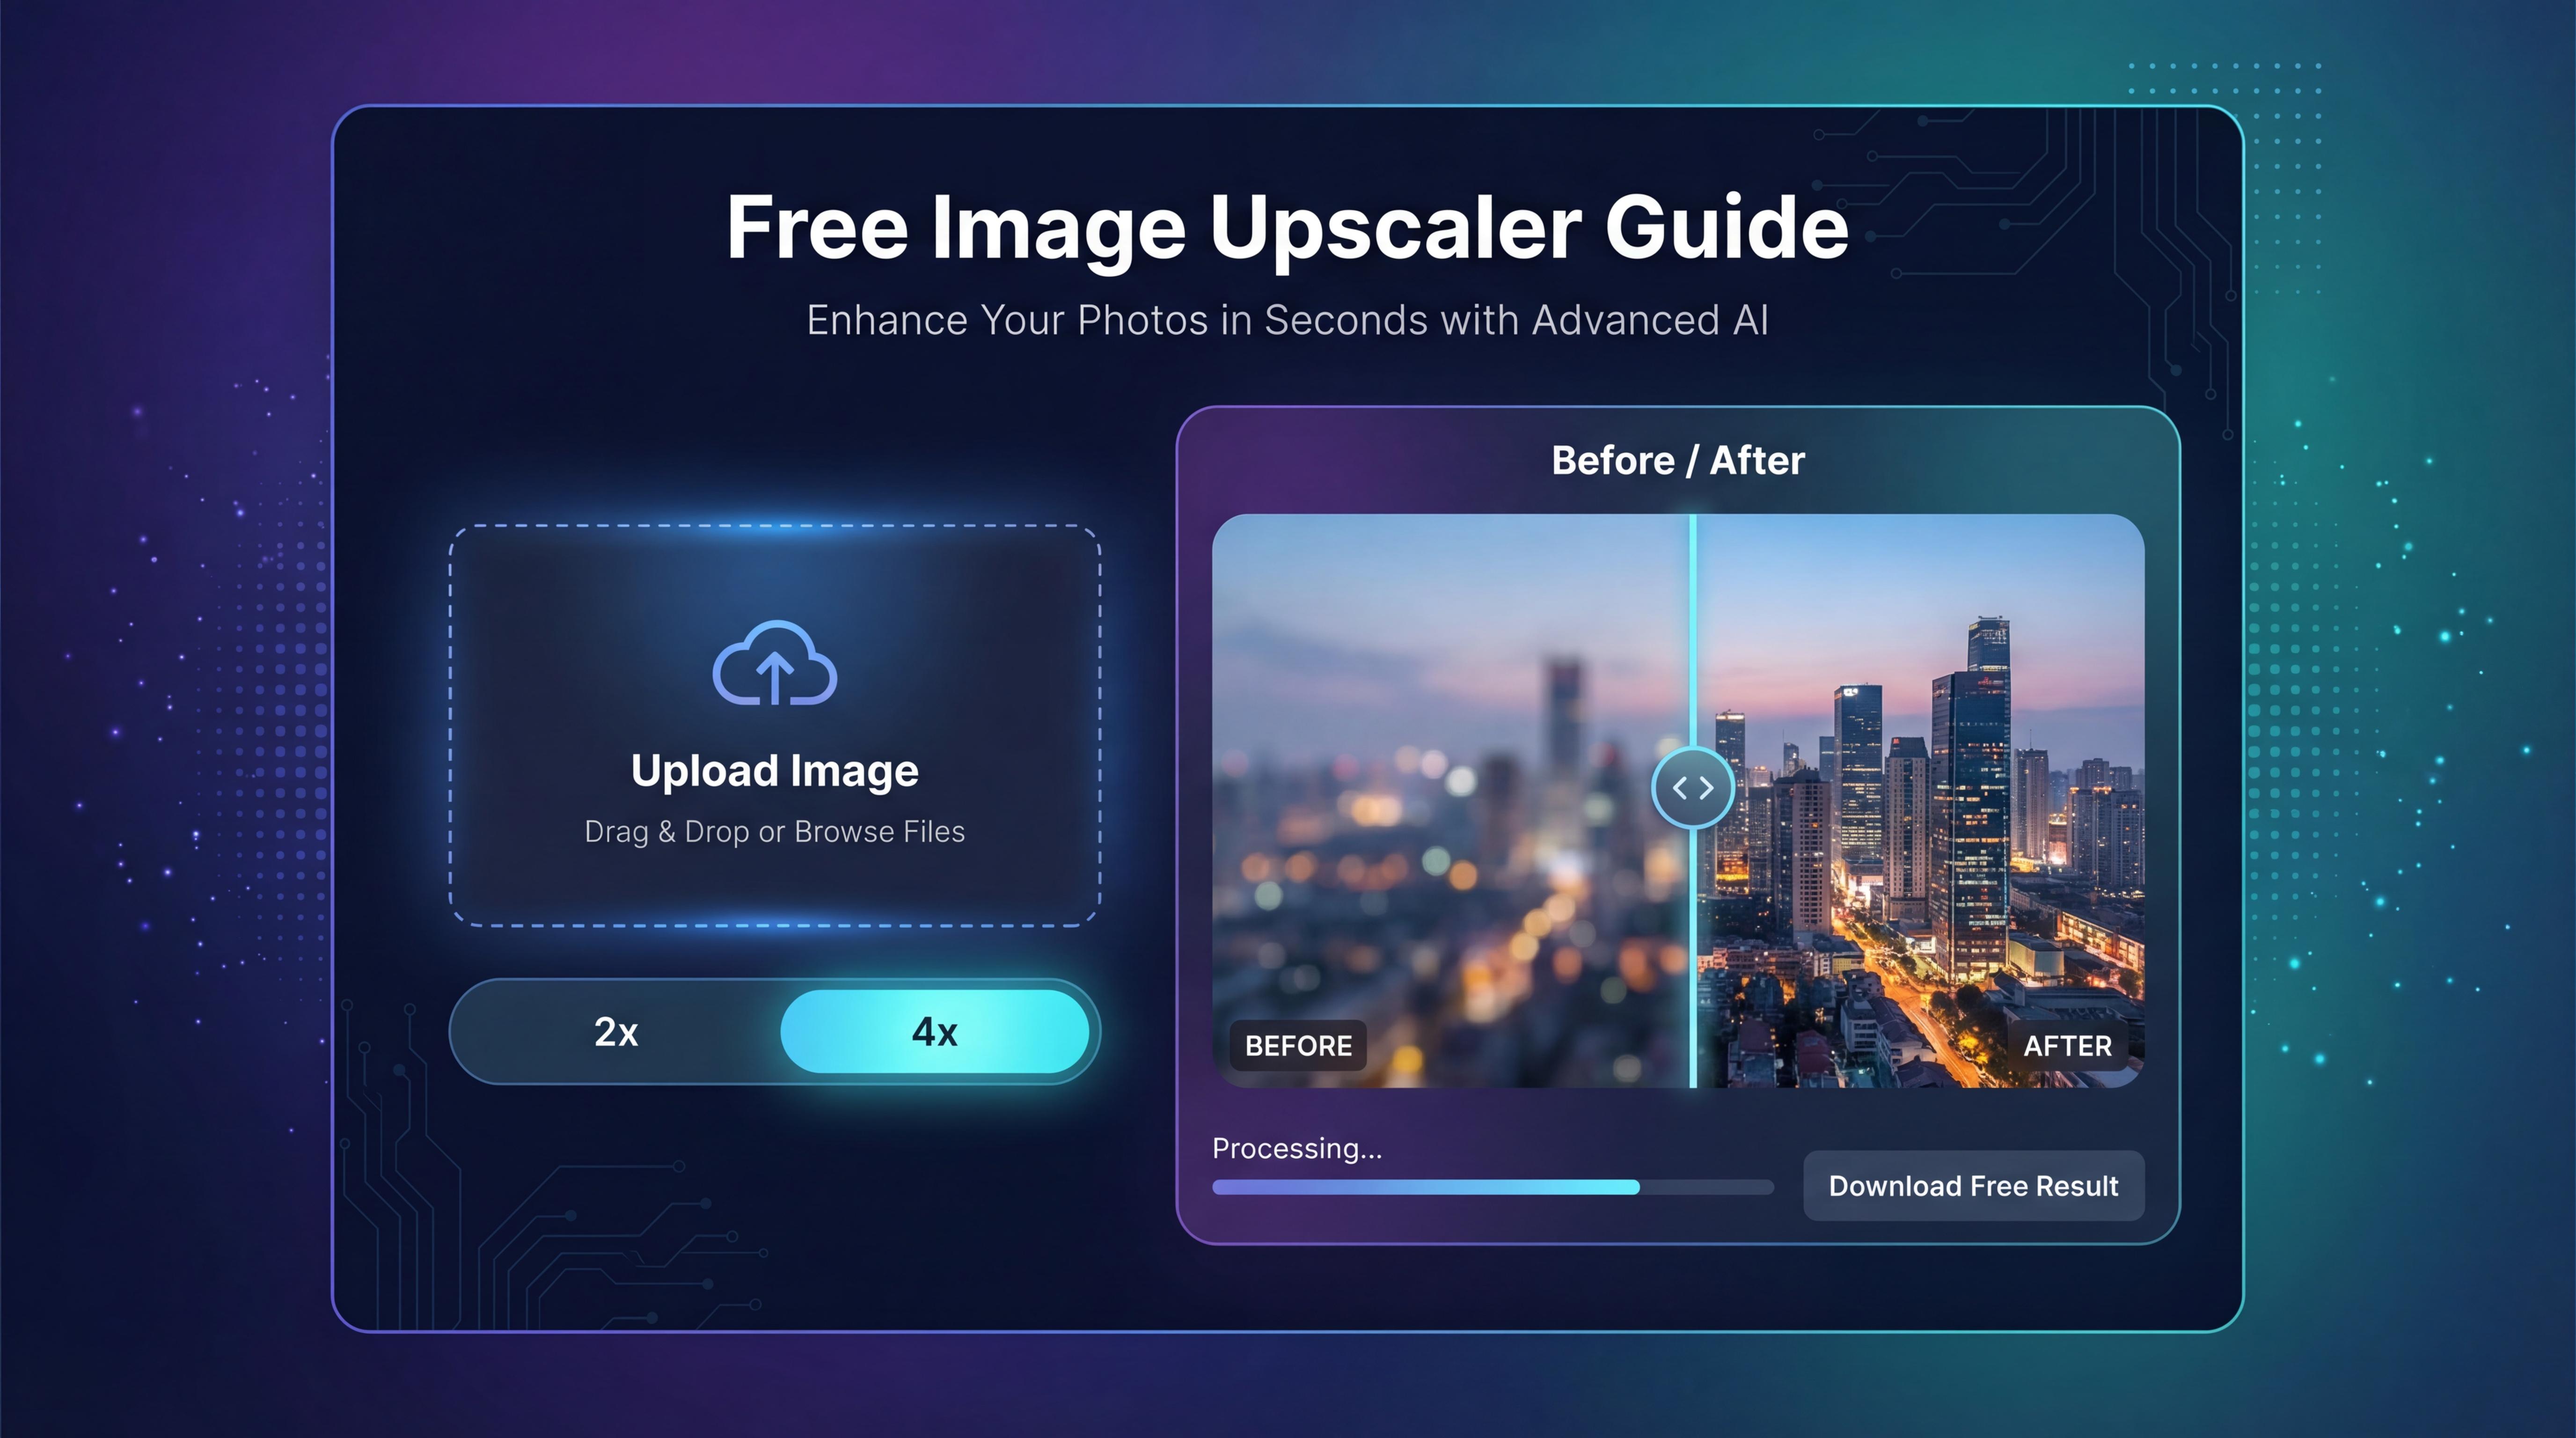 Free Image Upscaler Guide
Enhance Your Photos in Seconds with Advanced AI
Upload Image
Drag & Drop or Browse Files
2x
4x
Before / After
BEFORE
AFTER
Processing...
Download Free Result